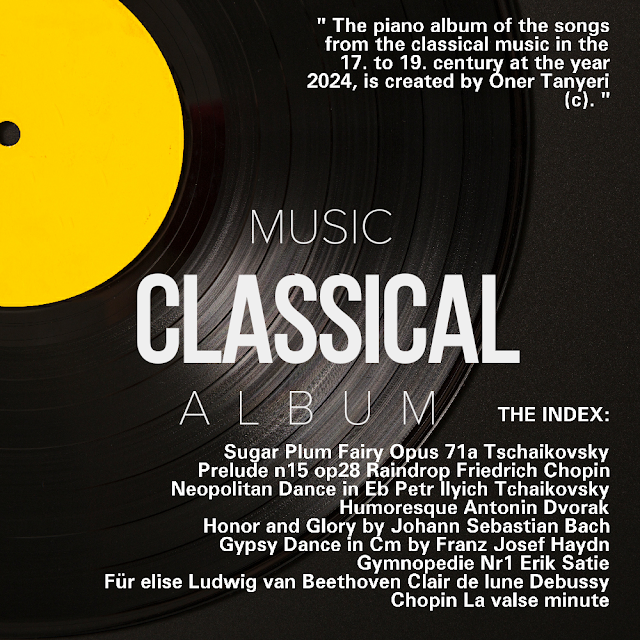 " The piano album of the songs
from the classical music in the
17. to 19. century at the year
2024, is created by Öner Tanyeri
(c). "
MUSIC
CLASSICAL
ALBUM
THE INDEX:
Sugar Plum Fairy Opus 71a Tschaikovsky
Prelude n15 op28 Raindrop Friedrich Chopin
Neopolitan Dance in Eb Petr Ilyich Tchaikovsky
Humoresque Antonin Dvorak
Honor and Glory by Johann Sebastian Bach
Gypsy Dance in Cm by Franz Josef Haydn
Gymnopedie Nr1 Erik Satie
Für elise Ludwig van Beethoven Clair de lune Debussy
Chopin La valse minute